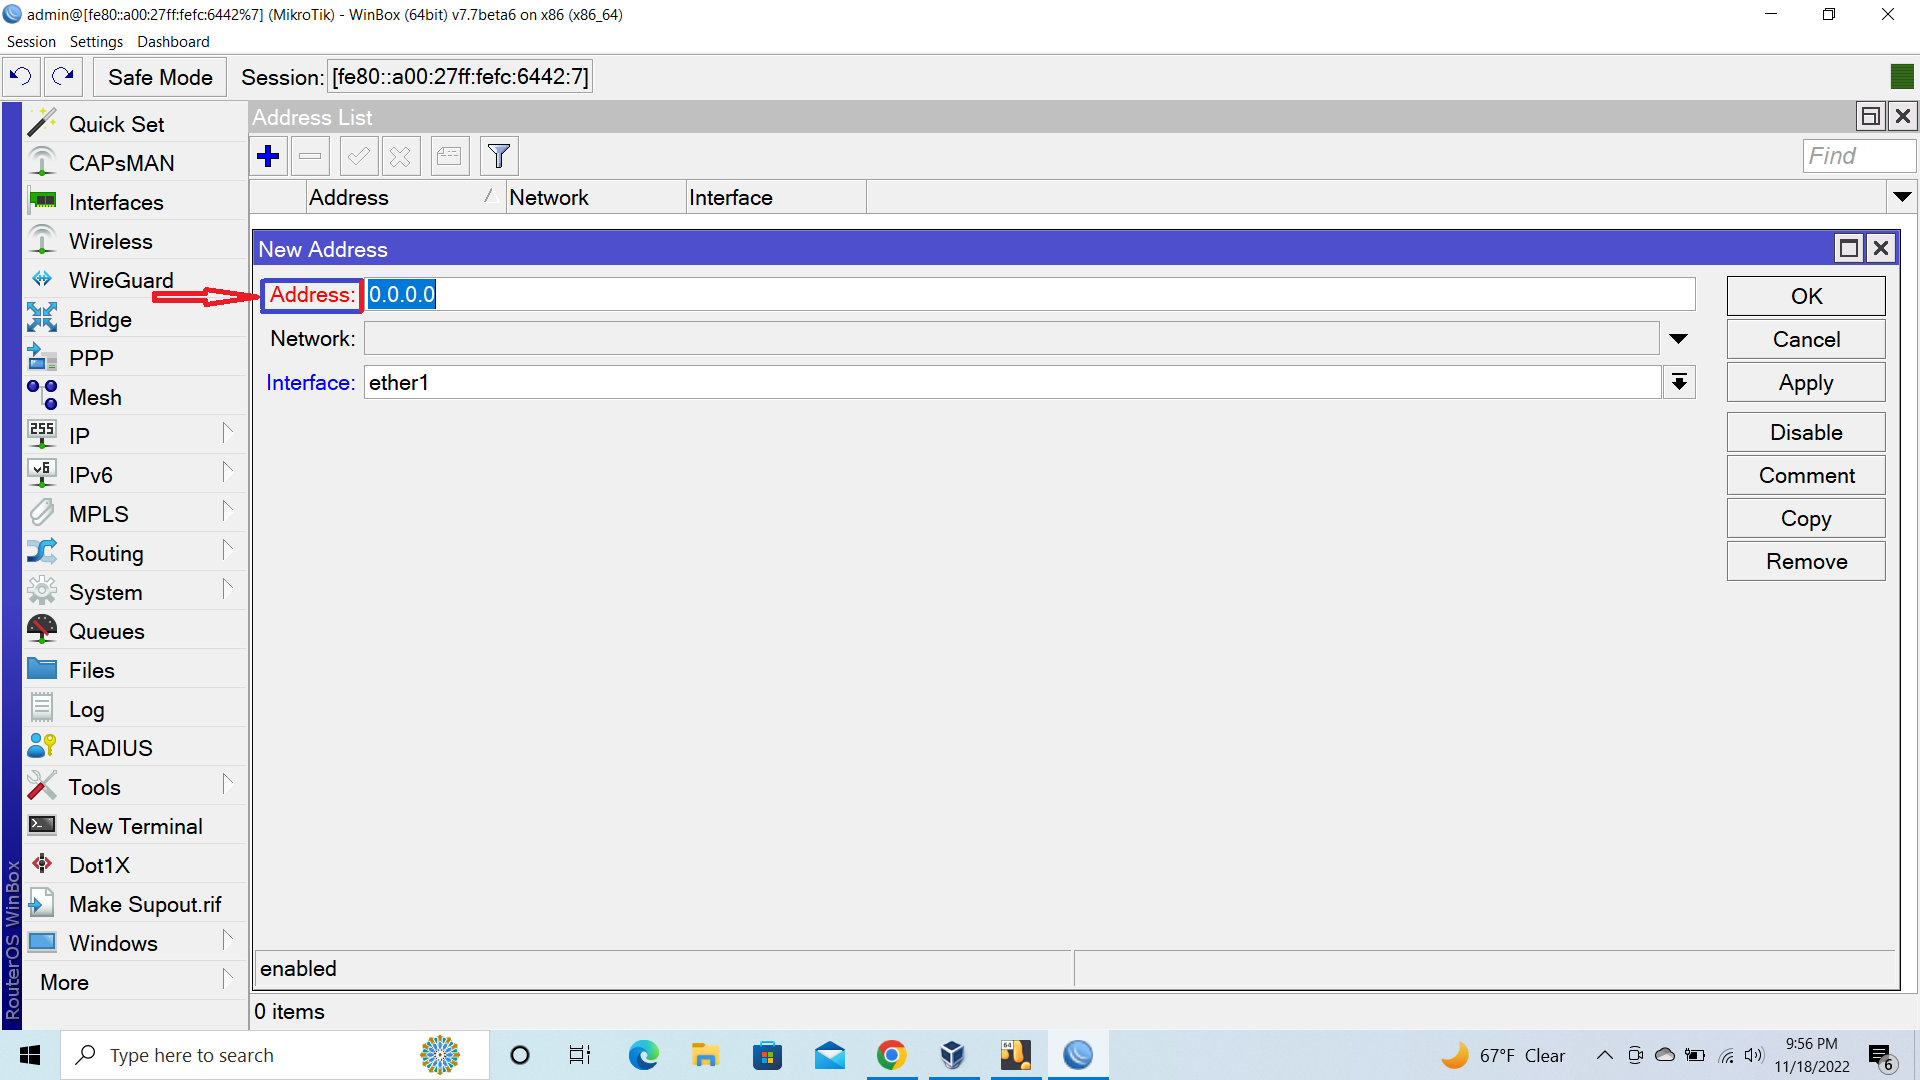 admin@[fe80::a00:27ff:fefc:6442%7] (MikroTik) - WinBox (64bit) v7.7beta6 on x86 (x86_64)
Session Settings Dashboard
Safe Mode Session: [fe80::a00:27ff:fefc:6442:7]
Quick Set
CAPsMAN
Interfaces
Wireless
WireGuard
Bridge
PPP
Mesh
255 IP
v6 IPv6
MPLS
Routing
System
Queues
Files
Log
RADIUS
Tools
New Terminal
Dot1X
Make Supout.rif
Windows
More
RouterOS WinBox
Address List
Find
Address Network Interface
New Address
Address: 0.0.0.0
Network:
Interface: ether1
OK
Cancel
Apply
Disable
Comment
Copy
Remove
enabled
0 items
Type here to search
64
67°F Clear
9:56 PM
11/18/2022
6